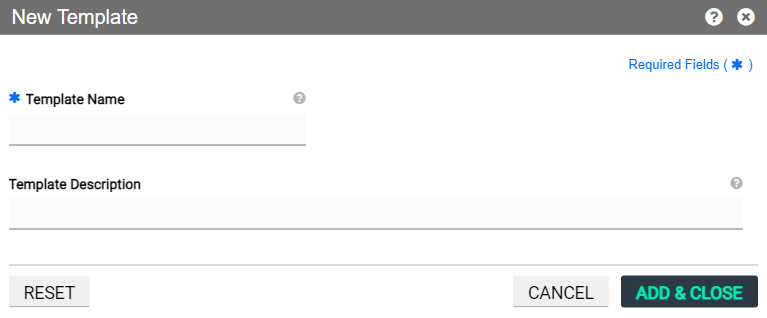 New Template
Required Fields ( ✱ )
✱ Template Name
Template Description
RESET CANCEL ADD & CLOSE